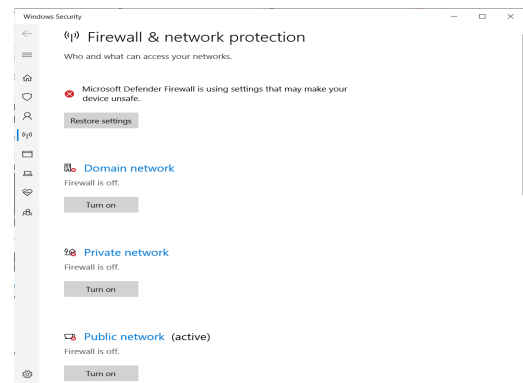 Windows Security
Firewall & network protection
Who and what can access your networks.
Microsoft Defender Firewall is using settings that may make your
device unsafe.
Restore settings
Domain network
Firewall is off.
Turn on
Private network
Firewall is off.
Turn on
Public network (active)
Firewall is off.
Turn on